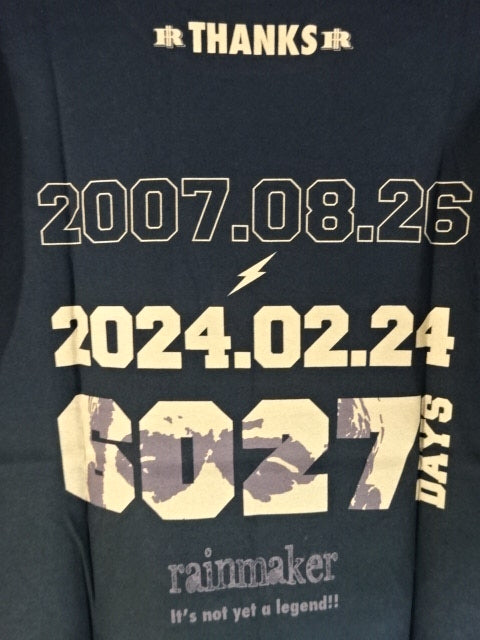 THANKS
2007.08.26
2024.02.24
6027 DAYS
rainmaker
It's not yet a legend!!